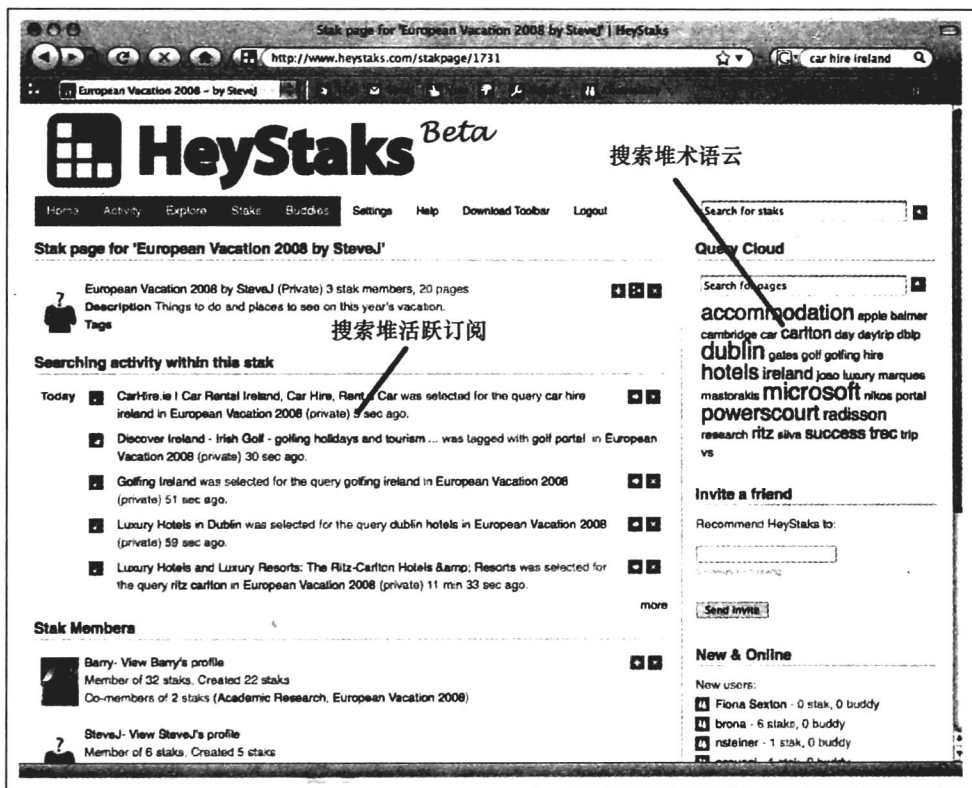 Stak page for 'European Vacation 2008 by SteveJ' | HeyStaks
http://www.heystaks.com/stakpage/1731
car hire ireland
European Vacation 2008 - by SteveJ
HeyStaks Beta
搜索堆术语云
Home Activity Explore Staks Buddies Settings Help Download Toolbar Logout
Search for staks
Stak page for 'European Vacation 2008 by SteveJ'
European Vacation 2008 by SteveJ (Private) 3 stak members, 20 pages
Description Things to do and places to see on this year's vacation.
Tags
搜索堆活跃订阅
Searching activity within this stak
Today CarHire.ie | Car Rental Ireland, Car Hire, Rent a Car was selected for the query car hire
ireland in European Vacation 2008 (private) 5 sec ago.
Discover Ireland - Irish Golf - golfing holidays and tourism ... was tagged with golf portal in European
Vacation 2008 (private) 30 sec ago.
Golfing Ireland was selected for the query golfing ireland in European Vacation 2008
(private) 51 sec ago.
Luxury Hotels in Dublin was selected for the query dublin hotels in European Vacation 2008
(private) 59 sec ago.
Luxury Hotels and Luxury Resorts: The Ritz-Carlton Hotels &amp; Resorts was selected for
the query ritz carlton in European Vacation 2008 (private) 11 min 33 sec ago.
more
Stak Members
Barry- View Barry's profile
Member of 32 staks. Created 22 staks
Co-members of 2 staks (Academic Research, European Vacation 2008)
SteveJ- View SteveJ's profile
Member of 6 staks. Created 5 staks
Query Cloud
Search for pages
accommodation apple balmer
cambridge car carlton day daytrip dblp
dublin gates golf golfing hire
hotels ireland joao luxury marques
mastorakis microsoft nikos portal
powerscourt radisson
research ritz silva success trec trip
vs
Invite a friend
Recommend HeyStaks to:
Send Invite
New & Online
New users:
Fiona Sexton - 0 stak, 0 buddy
brona - 6 staks, 0 buddy
nsteiner - 1 stak, 0 buddy